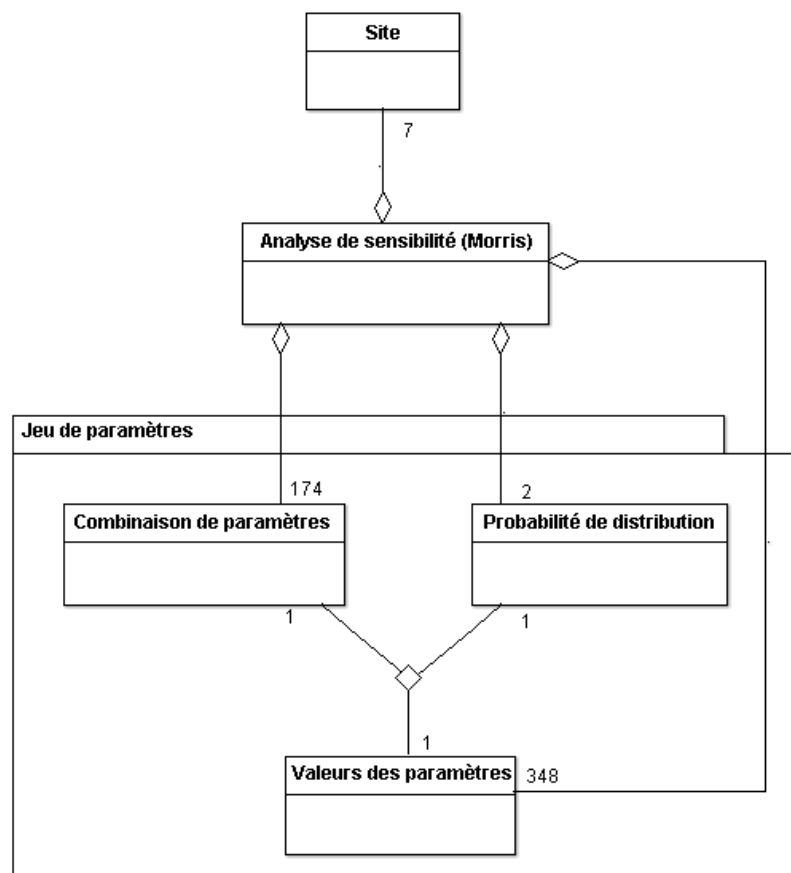 Site
7
Analyse de sensibilité (Morris)
Jeu de paramètres
174
2
Combinaison de paramètres
Probabilité de distribution
1
1
1
Valeurs des paramètres
348